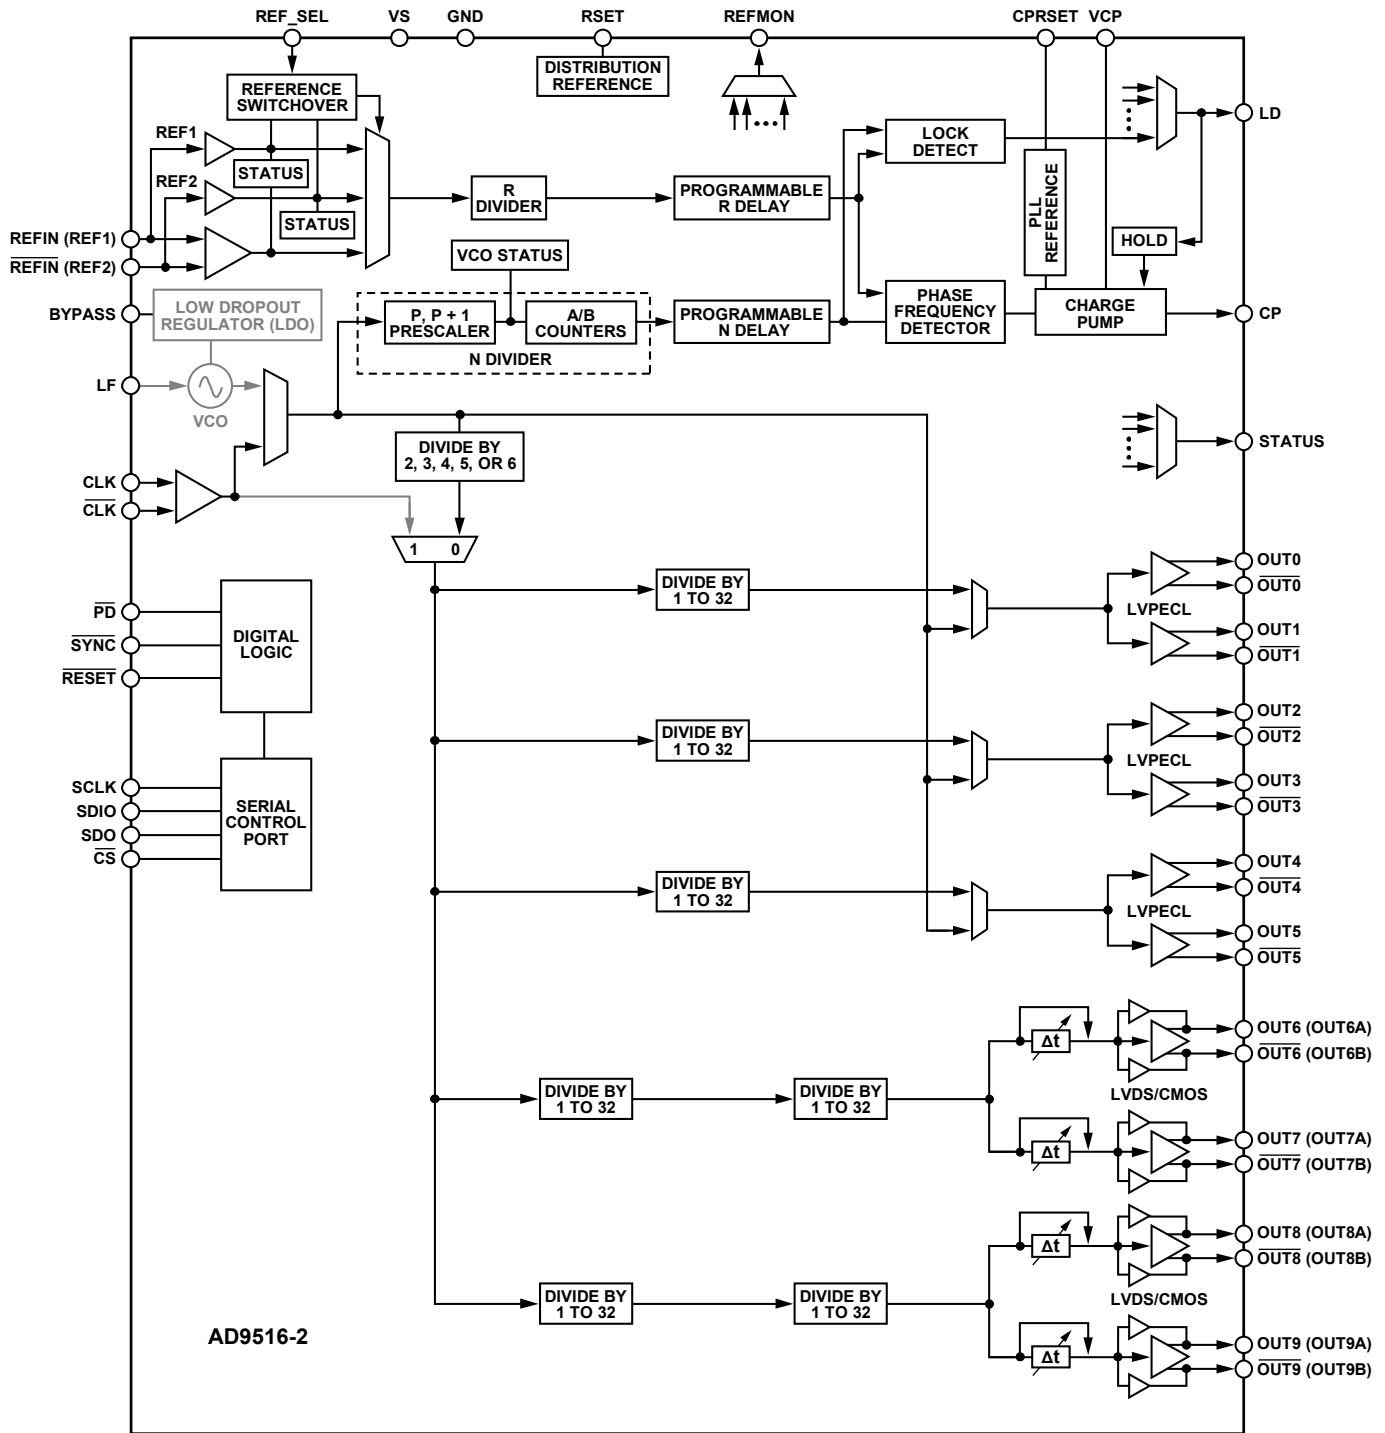 REF_SEL
VS
GND
RSET
REFMON
CPRSET
VCP
DISTRIBUTION
REFERENCE
REFERENCE
SWITCHOVER
REF1
STATUS
REF2
STATUS
LOCK
DETECT
LD
R
DIVIDER
PROGRAMMABLE
R DELAY
PLL
REFERENCE
HOLD
REFIN (REF1)
REFIN (REF2)
VCO STATUS
BYPASS
LOW DROPOUT
REGULATOR (LDO)
P, P + 1
PRESCALER
A/B
COUNTERS
N DIVIDER
PROGRAMMABLE
N DELAY
PHASE
FREQUENCY
DETECTOR
CHARGE
PUMP
CP
LF
VCO
STATUS
DIVIDE BY
2, 3, 4, 5, OR 6
CLK
CLK
1 0
PD
SYNC
RESET
DIGITAL
LOGIC
DIVIDE BY
1 TO 32
LVPECL
OUT0
OUT0
OUT1
OUT1
DIVIDE BY
1 TO 32
LVPECL
OUT2
OUT2
OUT3
OUT3
SCLK
SDIO
SDO
CS
SERIAL
CONTROL
PORT
DIVIDE BY
1 TO 32
LVPECL
OUT4
OUT4
OUT5
OUT5
DIVIDE BY
1 TO 32
DIVIDE BY
1 TO 32
Δt
Δt
LVDS/CMOS
OUT6 (OUT6A)
OUT6 (OUT6B)
OUT7 (OUT7A)
OUT7 (OUT7B)
DIVIDE BY
1 TO 32
DIVIDE BY
1 TO 32
Δt
Δt
LVDS/CMOS
OUT8 (OUT8A)
OUT8 (OUT8B)
OUT9 (OUT9A)
OUT9 (OUT9B)
AD9516-2